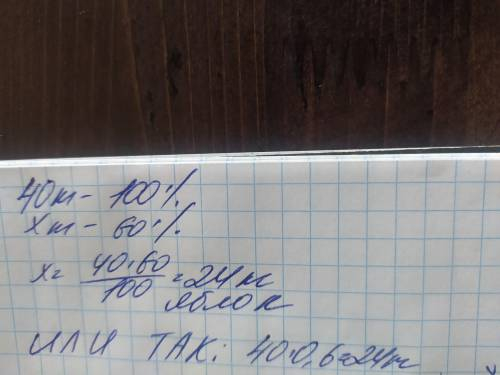 40т - 100%
Хт - 60%
х = 40·60 / 100 = 24т
яблок
ИЛИ ТАК: 40·0,6=24т